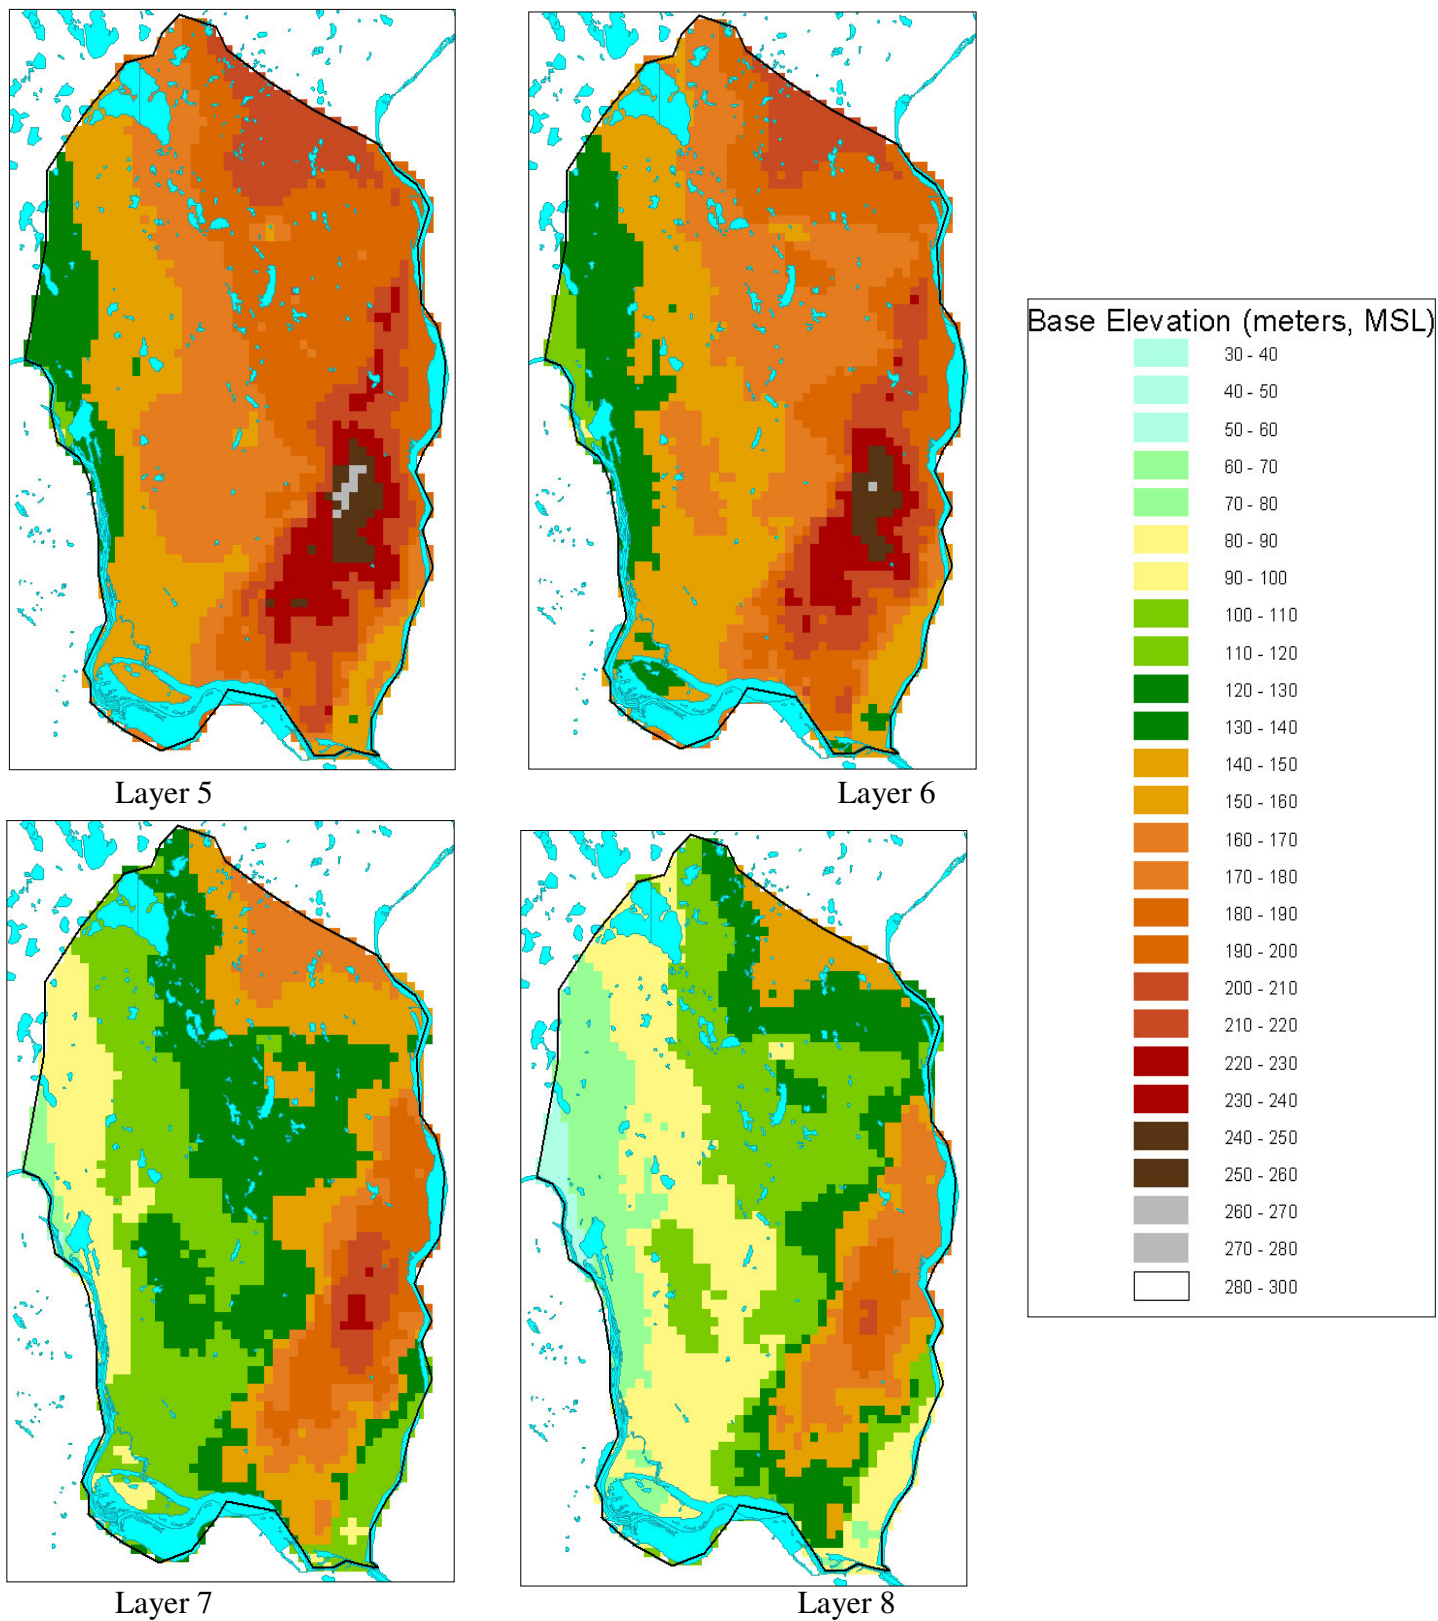 Layer 5
Layer 6
Base Elevation (meters, MSL)
30 - 40
40 - 50
50 - 60
60 - 70
70 - 80
80 - 90
90 - 100
100 - 110
110 - 120
120 - 130
130 - 140
140 - 150
150 - 160
160 - 170
170 - 180
180 - 190
190 - 200
200 - 210
210 - 220
220 - 230
230 - 240
240 - 250
250 - 260
260 - 270
270 - 280
280 - 300
Layer 7
Layer 8